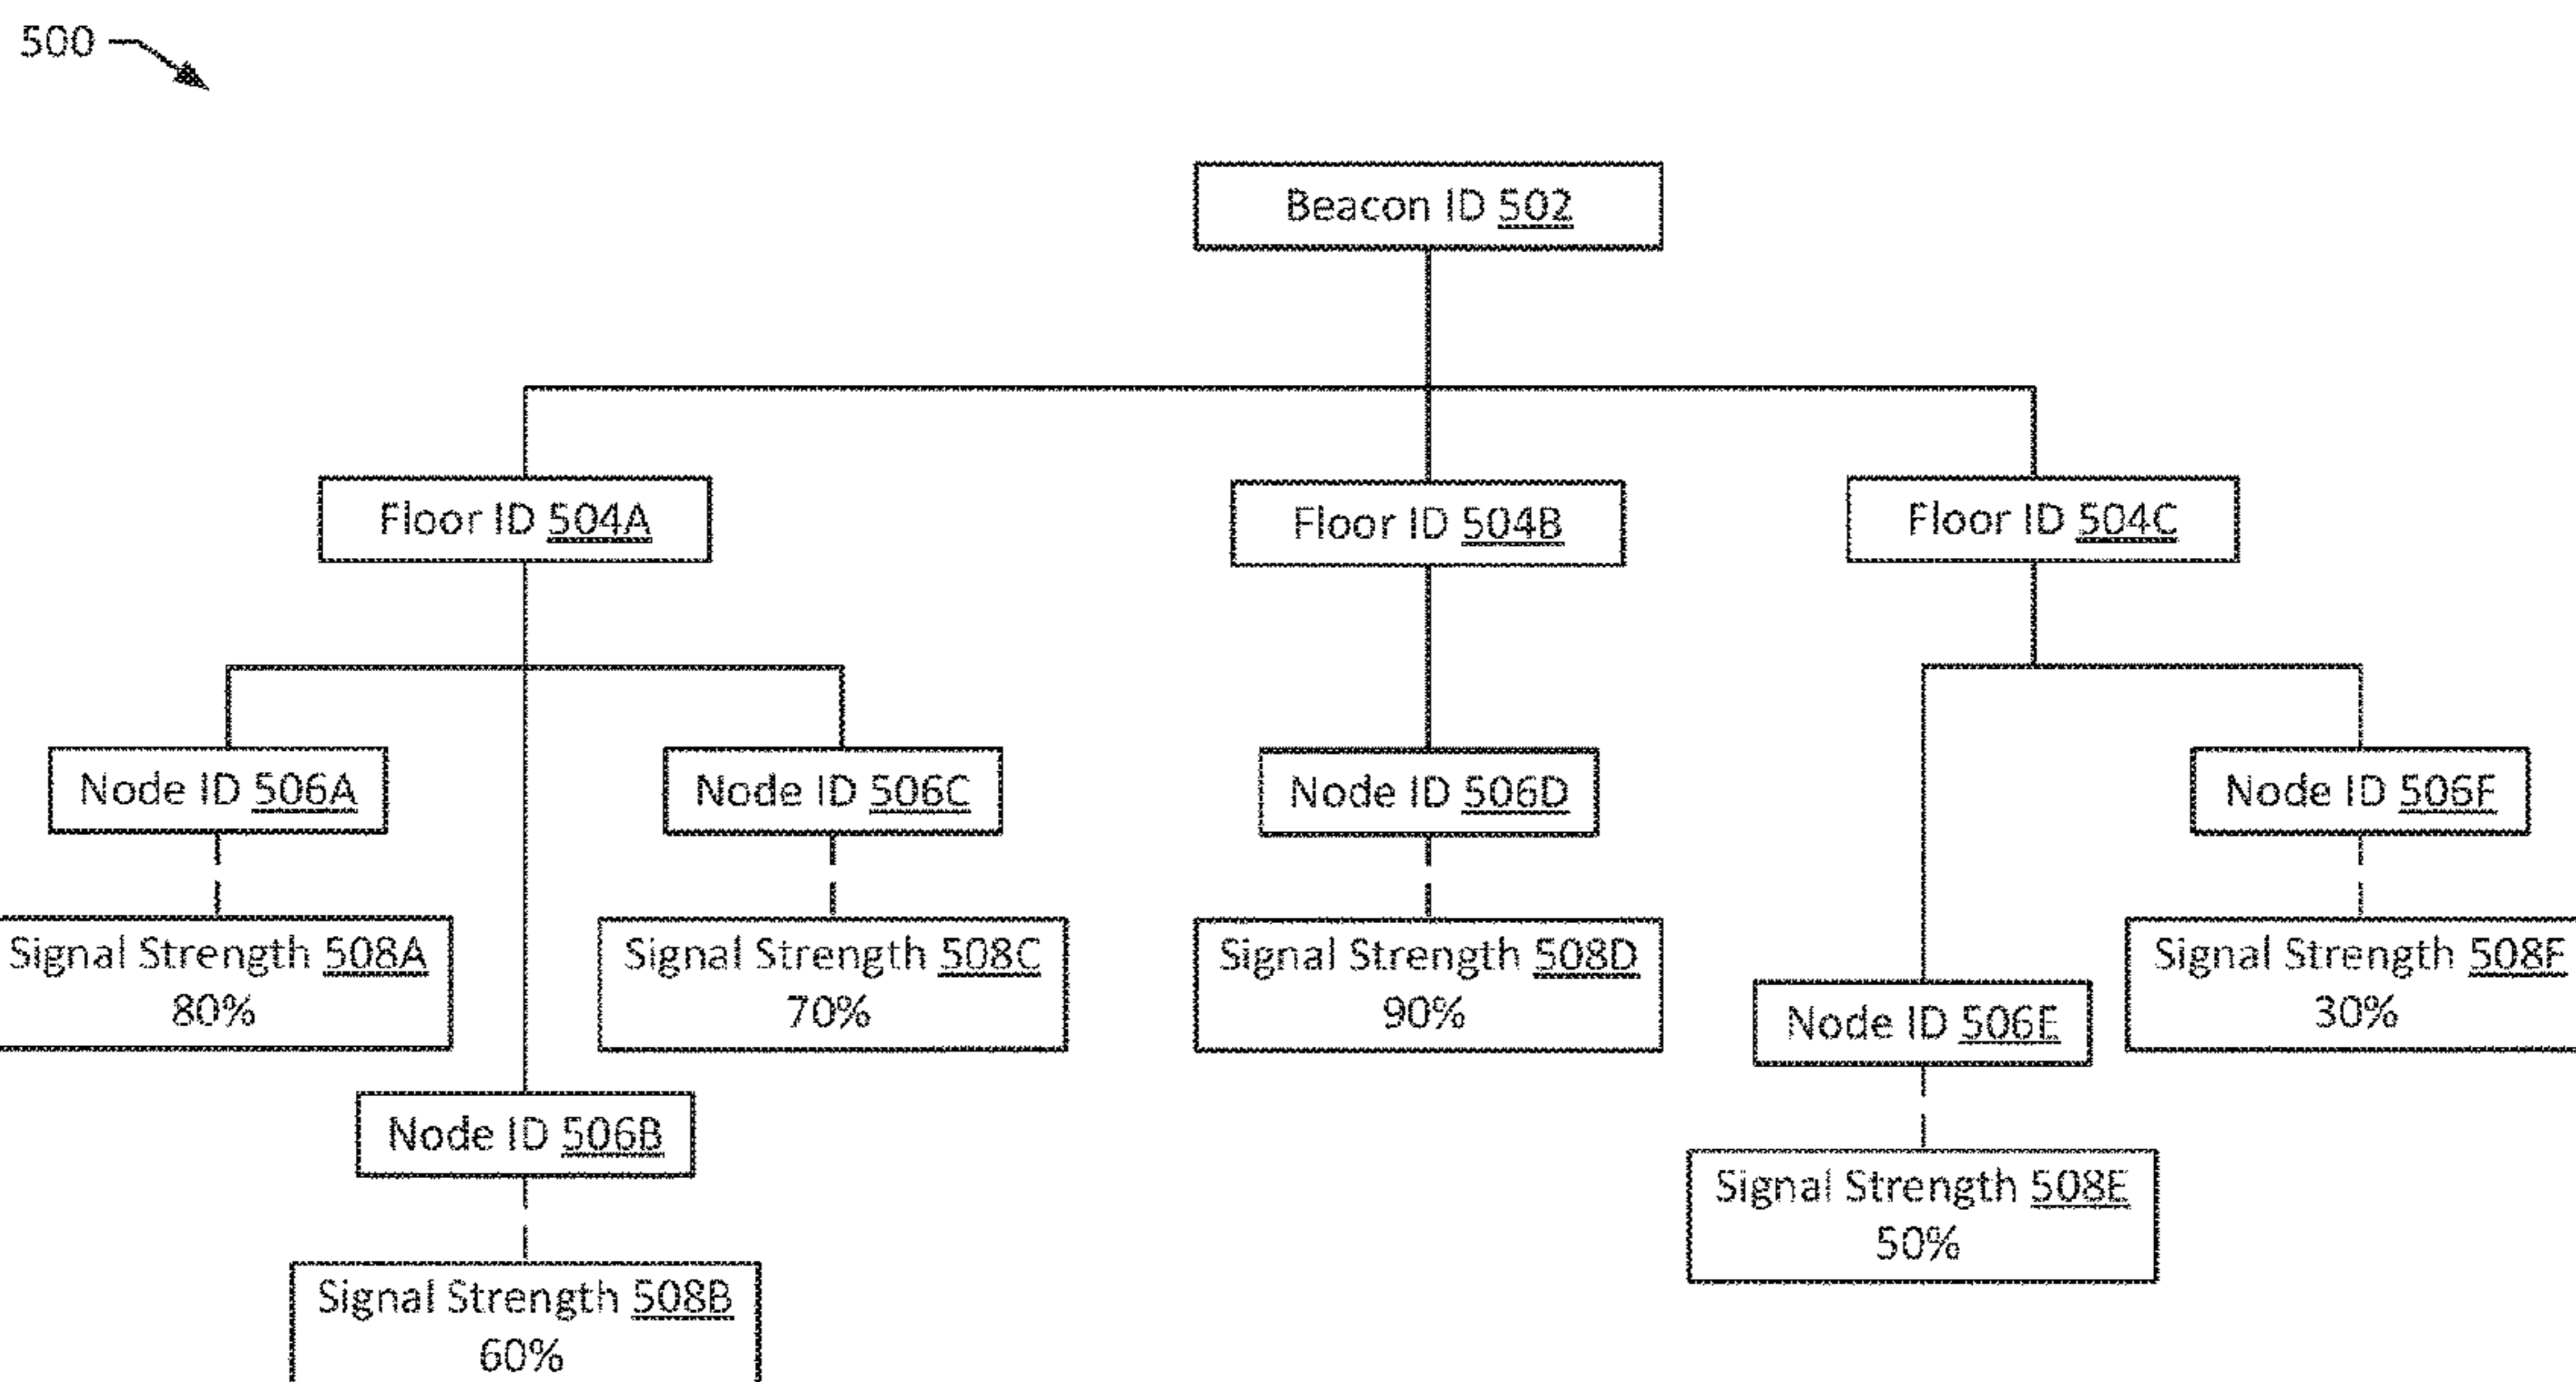 500
Beacon ID 502
Floor ID 504A
Floor ID 504B
Floor ID 504C
Node ID 506A
Node ID 506C
Node ID 506D
Node ID 506F
Signal Strength 508A
80%
Signal Strength 508C
70%
Signal Strength 508D
90%
Signal Strength 508F
30%
Node ID 506E
Node ID 506B
Signal Strength 508E
50%
Signal Strength 508B
60%